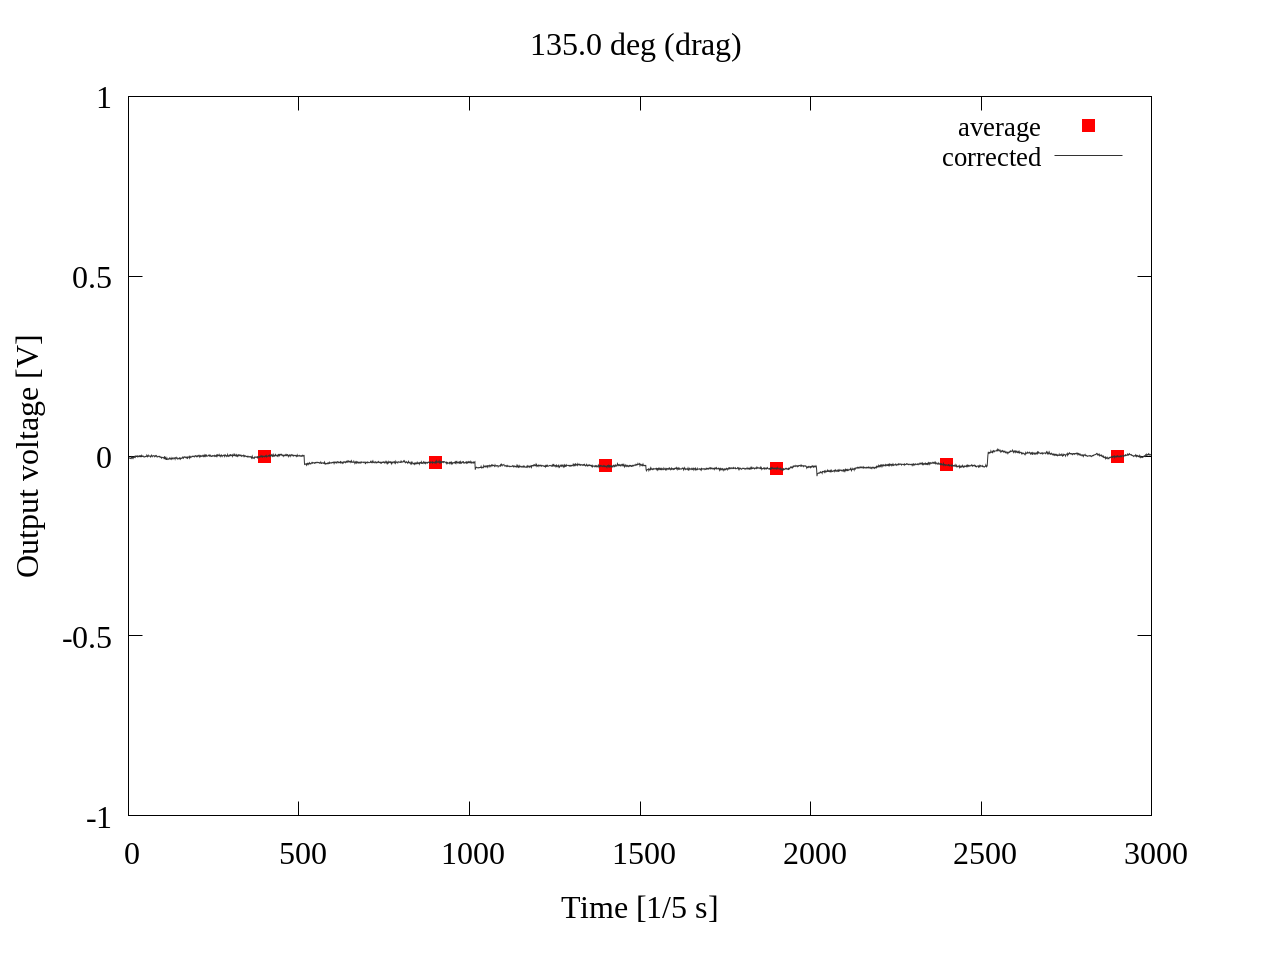 135.0 deg (drag)
1
average
corrected
0.5
0
-0.5
-1
Output voltage [V]
0 500 1000 1500 2000 2500 3000
Time [1/5 s]